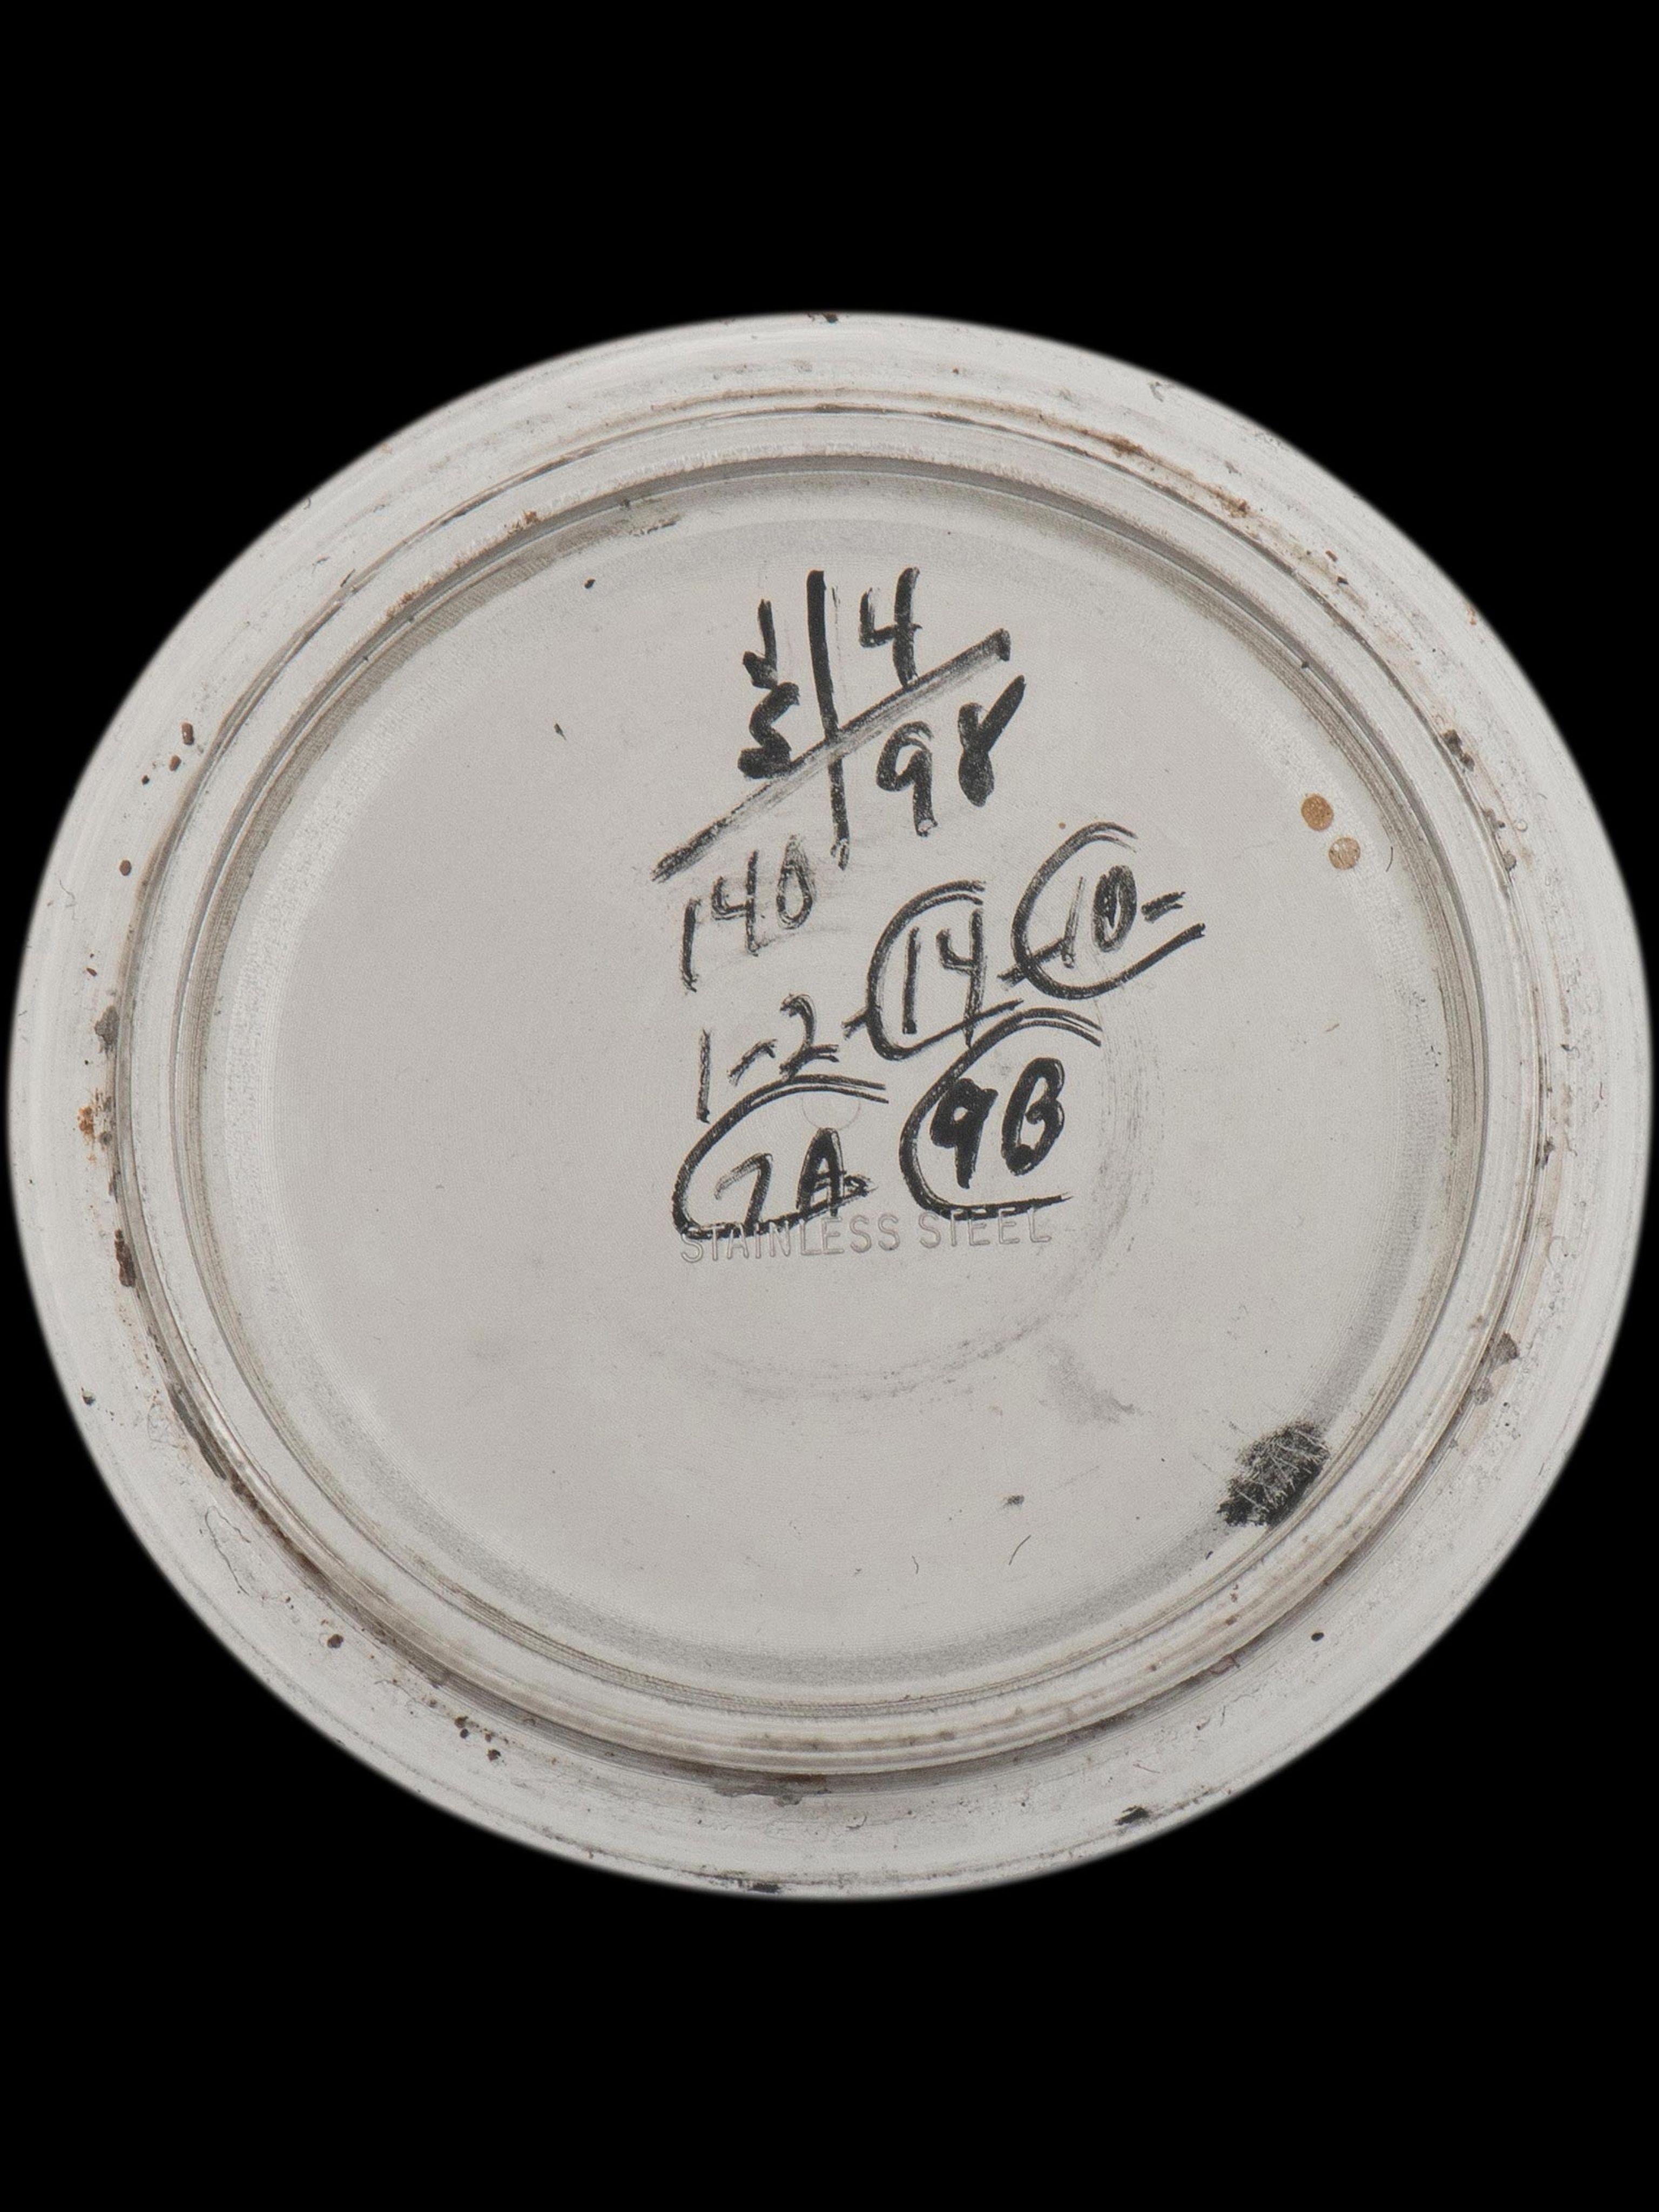 4
98
140
1-2-14-10-
7A- 9B
STAINLESS STEEL